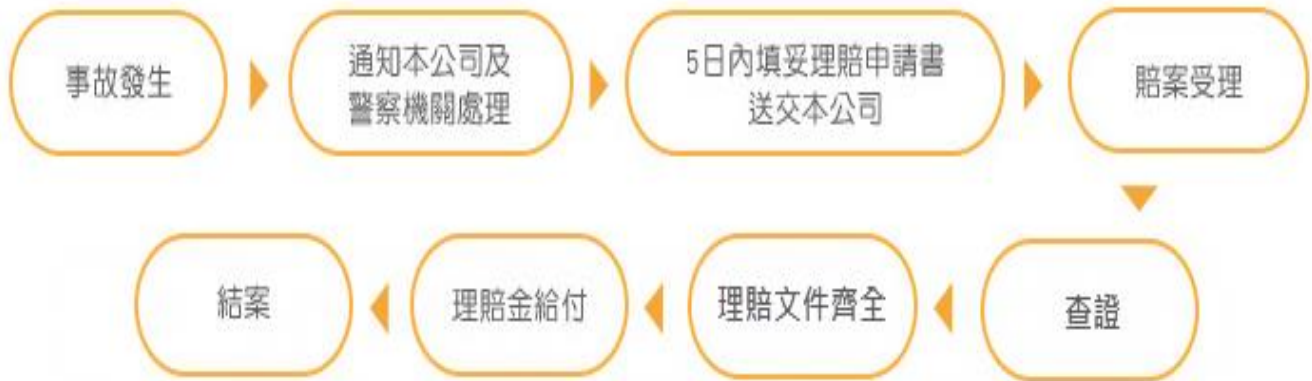 事故發生
通知本公司及
警察機關處理
5日內填妥理賠申請書
送交本公司
賠案受理
查證
理賠文件齊全
理賠金給付
結案